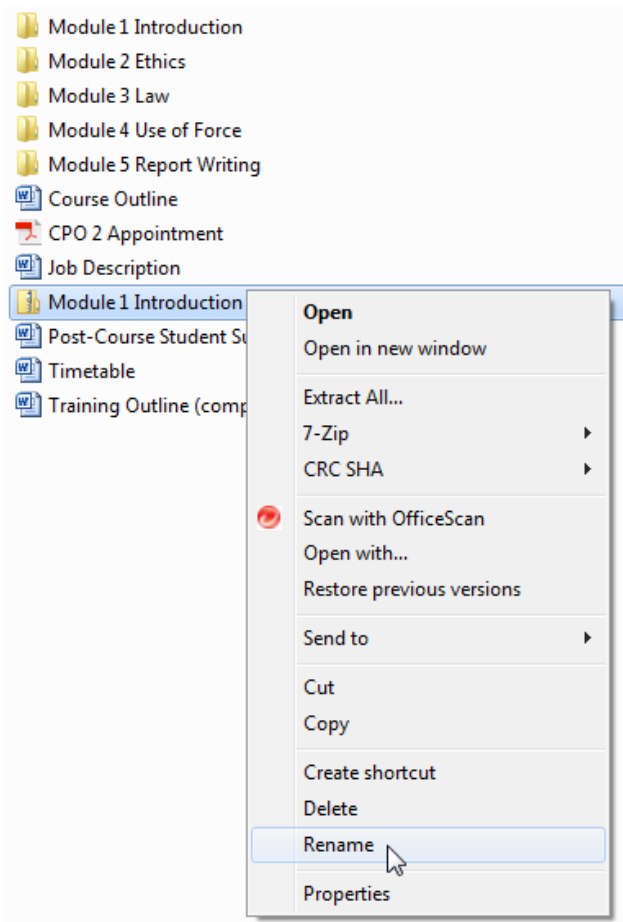 Module 1 Introduction
Module 2 Ethics
Module 3 Law
Module 4 Use of Force
Module 5 Report Writing
Course Outline
CPO 2 Appointment
Job Description
Module 1 Introduction
Post-Course Student
Timetable
Training Outline
Open
Open in new window
Extract All...
7-Zip
CRC SHA
Scan with OfficeScan
Open with...
Restore previous versions
Send to
Cut
Copy
Create shortcut
Delete
Rename
Properties